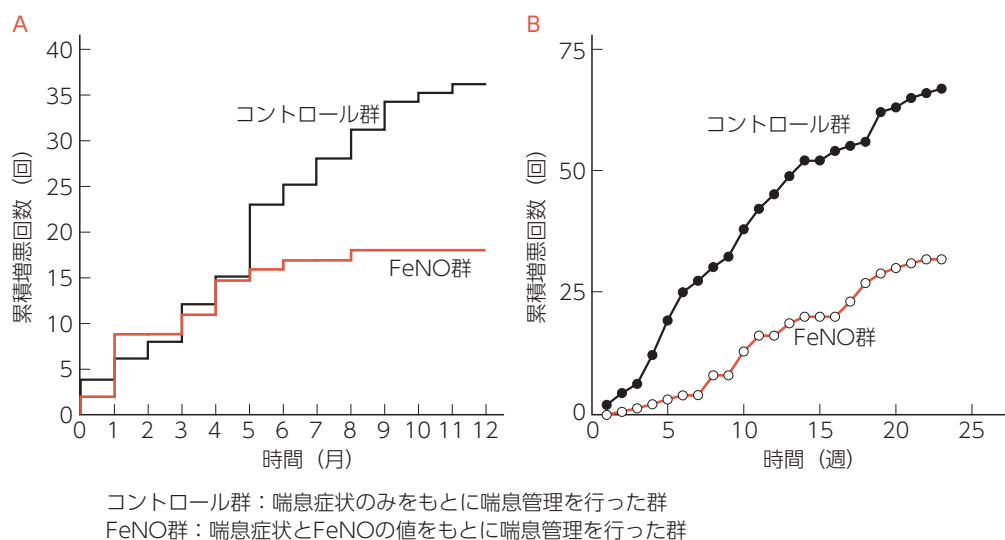 A
累積増悪回数（回）
40
35
30
25
20
15
10
5
0
コントロール群
FeNO群
0 1 2 3 4 5 6 7 8 9 10 11 12
時間（月）
B
累積増悪回数（回）
75
50
25
0
コントロール群
FeNO群
0 5 10 15 20 25
時間（週）
コントロール群：喘息症状のみをもとに喘息管理を行った群
FeNO群：喘息症状とFeNOの値をもとに喘息管理を行った群